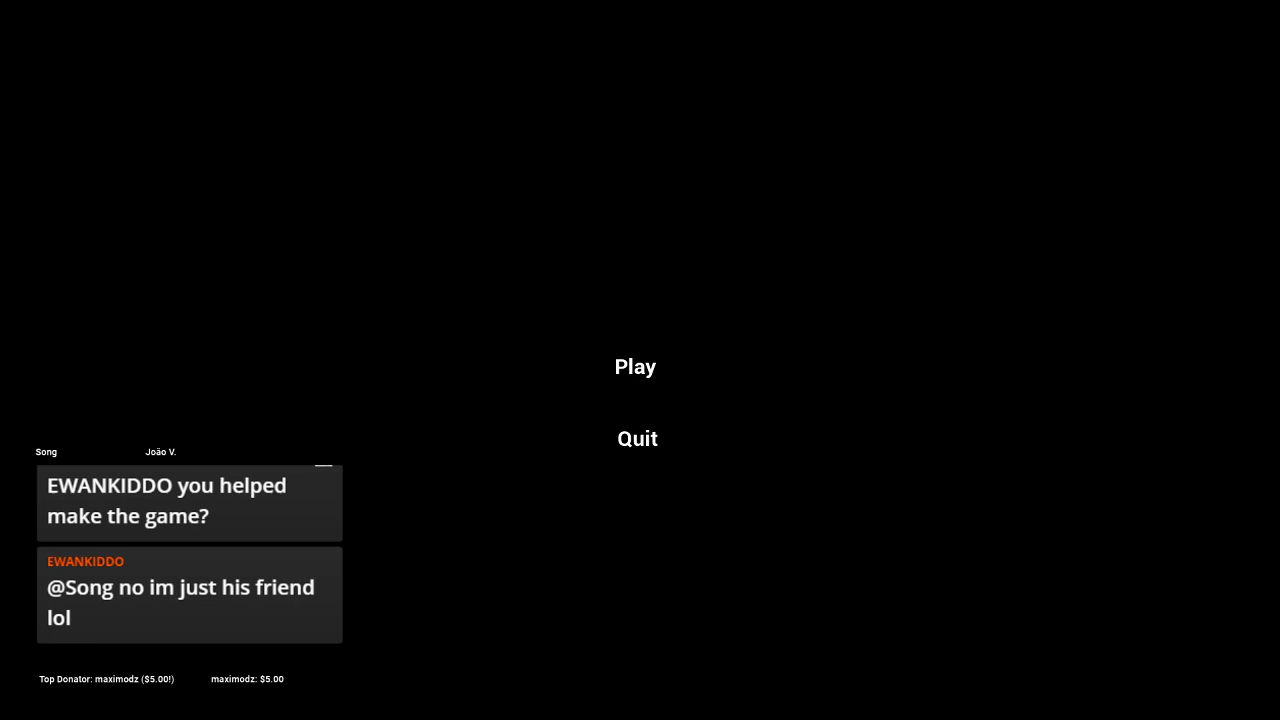 Play
Quit
Song João V.
EWANKIDDO you helped
make the game?
EWANKIDDO
@Song no im just his friend
lol
Top Donator: maximodz ($5.00!) maximodz: $5.00